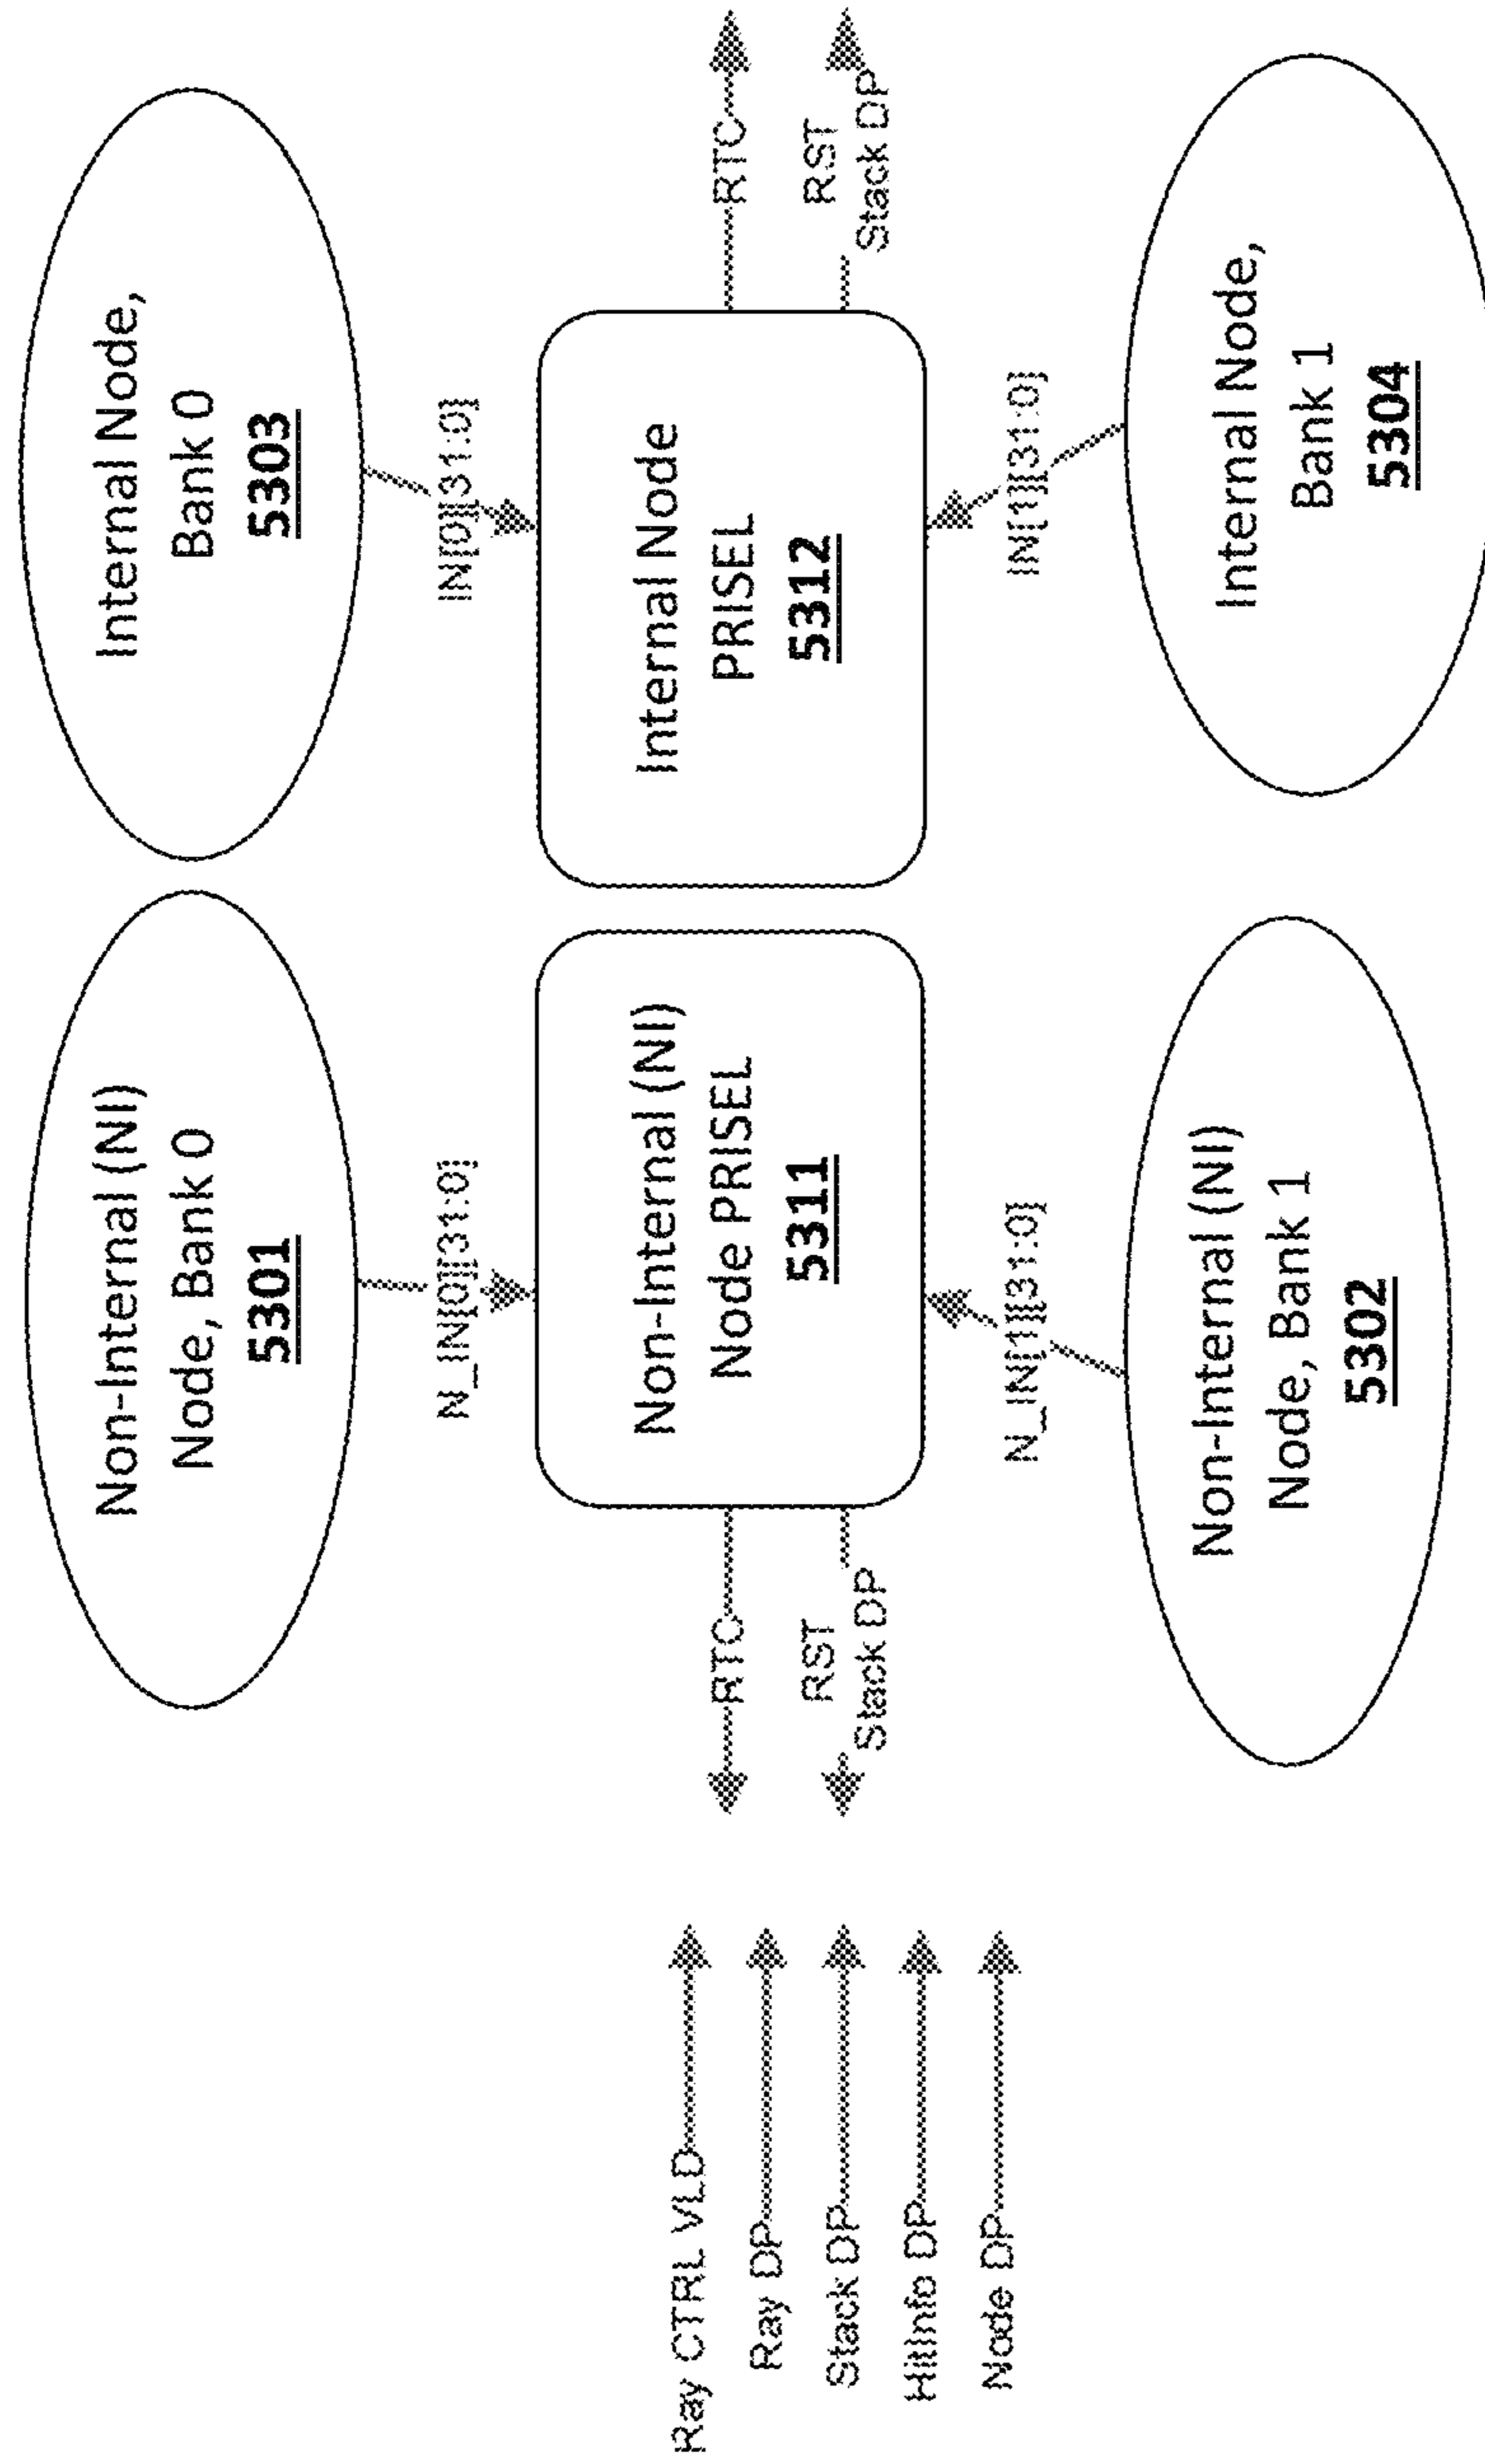 Non-Internal (NI)
Node, Bank 0
5301
Internal Node,
Bank 0
5303
N_IN[0][31:0]
IN[0][31:0]
Ray CTRL VLD
Ray DP
Stack DP
HitInfo DP
Node DP
RTC
RST
Stack DP
Non-Internal (NI)
Node PRISEL
5311
Internal Node
PRISEL
5312
RTC
RST
Stack DP
N_IN[1][31:0]
IN[1][31:0]
Non-Internal (NI)
Node, Bank 1
5302
Internal Node,
Bank 1
5304